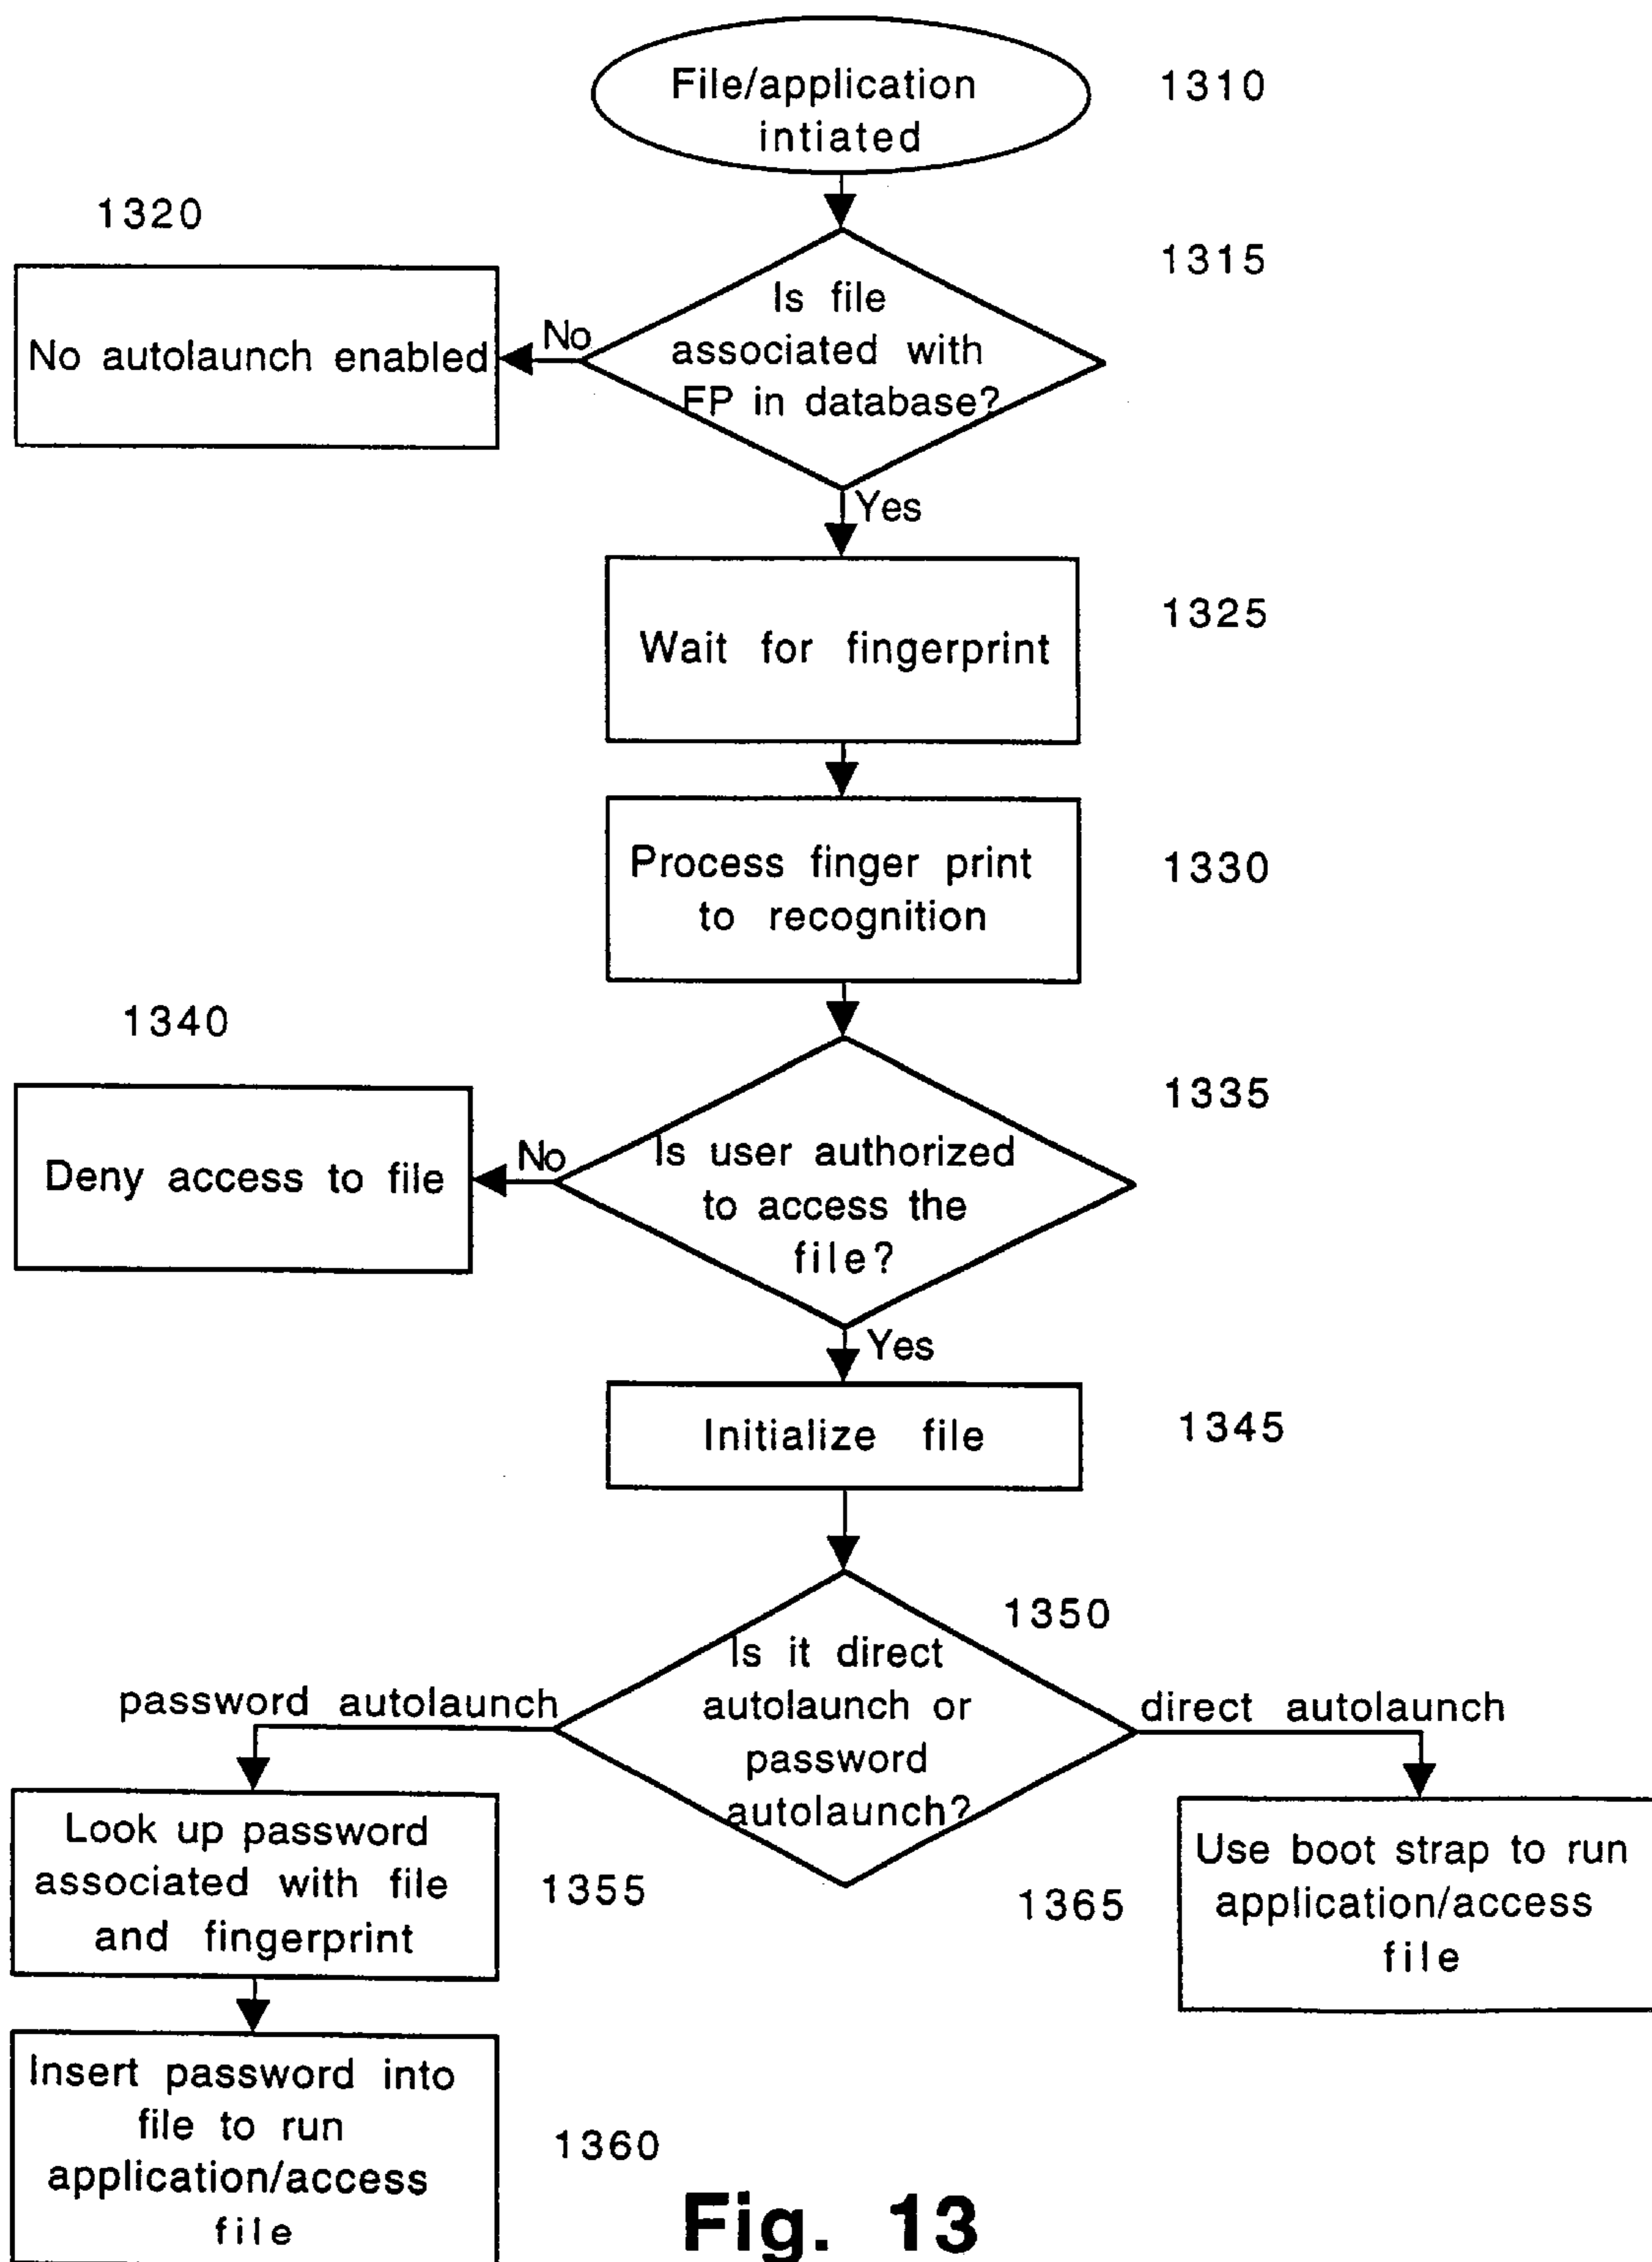 File/application
intiated
1310
1320
1315
Is file
associated with
FP in database?
No
No autolaunch enabled
Yes
Wait for fingerprint
1325
Process finger print
to recognition
1330
1340
1335
Is user authorized
to access the
file?
No
Deny access to file
Yes
Initialize file
1345
1350
Is it direct
autolaunch or
password
autolaunch?
password autolaunch
direct autolaunch
Look up password
associated with file
and fingerprint
1355
1365
Use boot strap to run
application/access
file
Insert password into
file to run
application/access
file
1360
Fig. 13